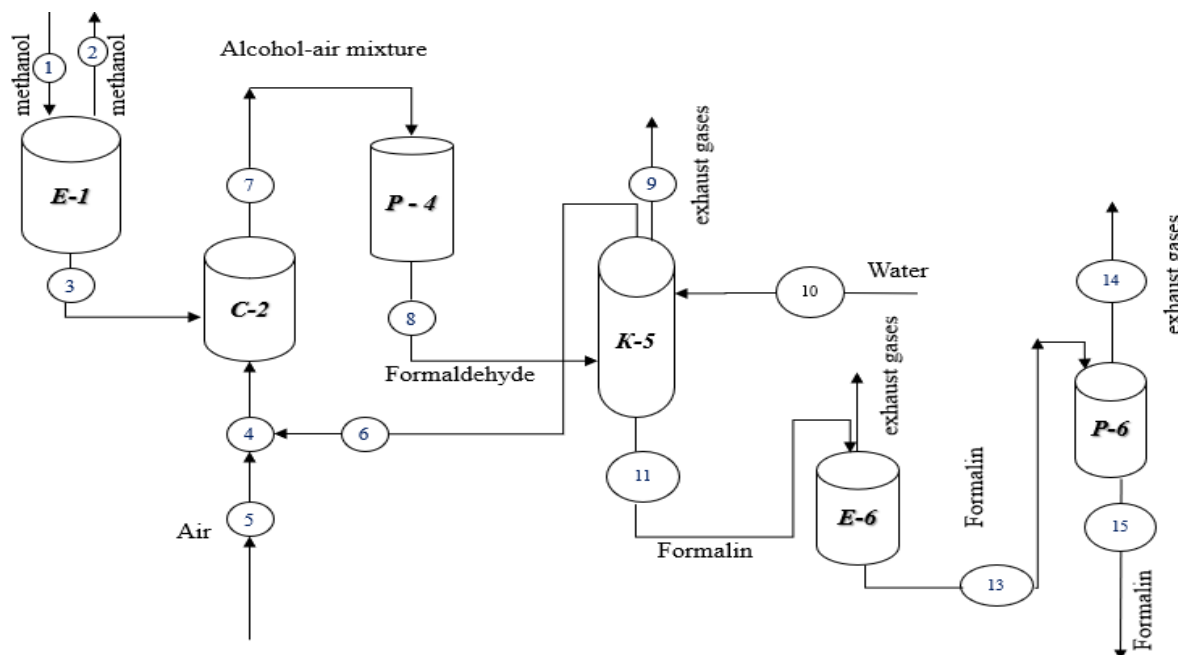 1
2
methanol
methanol
Alcohol-air mixture
E-1
7
P - 4
9
exhaust gases
3
C-2
8
Formaldehyde
K-5
10
Water
14
exhaust gases
exhaust gases
4
6
11
E-6
P-6
Air
5
Formalin
Formalin
13
15
Formalin